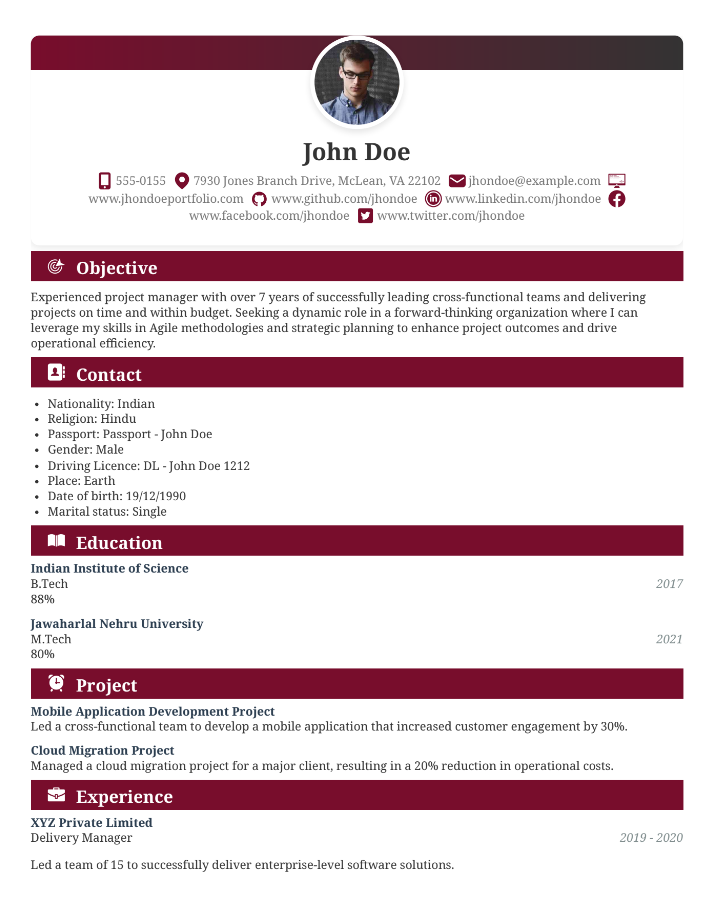 John Doe
555-0155 7930 Jones Branch Drive, McLean, VA 22102 jhondoe@example.com
www.jhondoeportfolio.com www.github.com/jhondoe www.linkedin.com/jhondoe
www.facebook.com/jhondoe www.twitter.com/jhondoe
Objective
Experienced project manager with over 7 years of successfully leading cross-functional teams and delivering
projects on time and within budget. Seeking a dynamic role in a forward-thinking organization where I can
leverage my skills in Agile methodologies and strategic planning to enhance project outcomes and drive
operational efficiency.
Contact
• Nationality: Indian
• Religion: Hindu
• Passport: Passport - John Doe
• Gender: Male
• Driving Licence: DL - John Doe 1212
• Place: Earth
• Date of birth: 19/12/1990
• Marital status: Single
Education
Indian Institute of Science
B.Tech 2017
88%
Jawaharlal Nehru University
M.Tech 2021
80%
Project
Mobile Application Development Project
Led a cross-functional team to develop a mobile application that increased customer engagement by 30%.
Cloud Migration Project
Managed a cloud migration project for a major client, resulting in a 20% reduction in operational costs.
Experience
XYZ Private Limited
Delivery Manager 2019 - 2020
Led a team of 15 to successfully deliver enterprise-level software solutions.